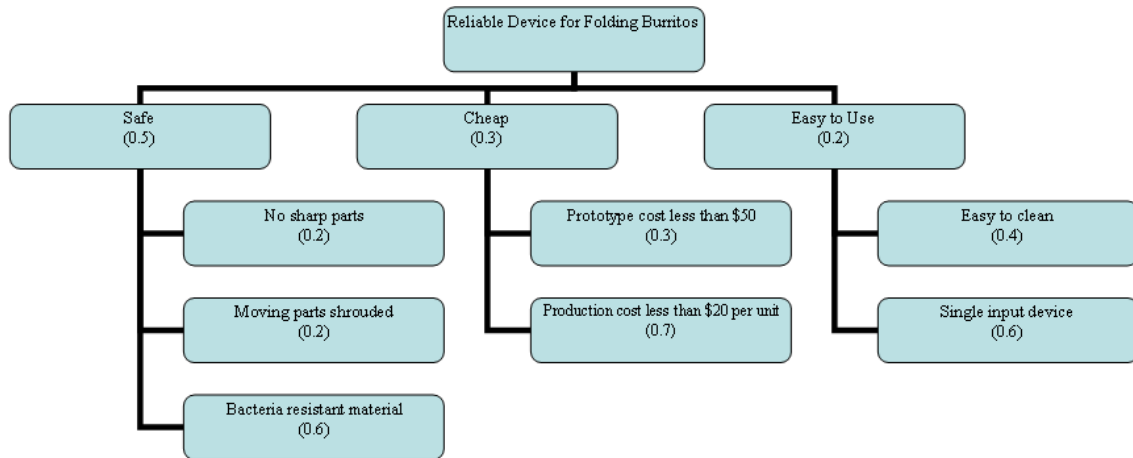 Reliable Device for Folding Burritos
Safe
(0.5)
Cheap
(0.3)
Easy to Use
(0.2)
No sharp parts
(0.2)
Prototype cost less than $50
(0.3)
Easy to clean
(0.4)
Moving parts shrouded
(0.2)
Production cost less than $20 per unit
(0.7)
Single input device
(0.6)
Bacteria resistant material
(0.6)